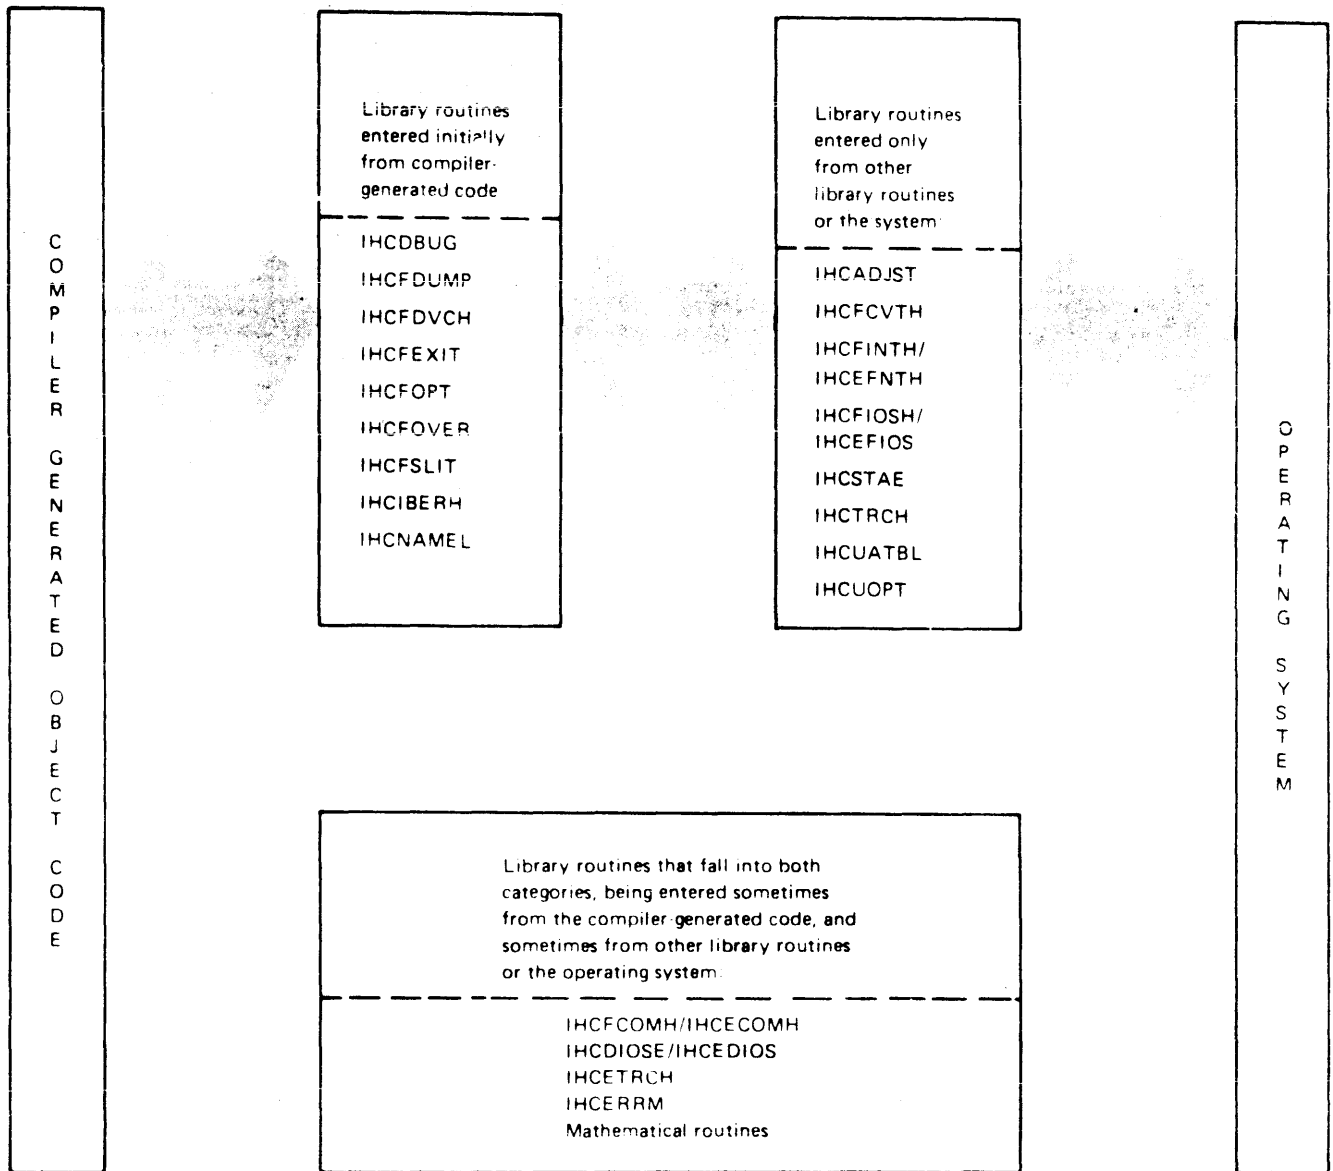 COMPILER GENERATED OBJECT CODE
Library routines
entered initially
from compiler-
generated code
IHCDBUG
IHCFDUMP
IHCFDVCH
IHCFEXIT
IHCFOPT
IHCFOVER
IHCFSLIT
IHCIBERH
IHCNAMEL
Library routines
entered only
from other
library routines
or the system:
IHCADJST
IHCFCVTH
IHCFINTH/
IHCEFNTH
IHCFIOSH/
IHCEFIOS
IHCSTAE
IHCTRCH
IHCUATBL
IHCUOPT
OPERATING SYSTEM
Library routines that fall into both
categories, being entered sometimes
from the compiler-generated code, and
sometimes from other library routines
or the operating system:
IHCFCOMH/IHCECOMH
IHCDIOSE/IHCEDIOS
IHCETRCH
IHCERRM
Mathematical routines